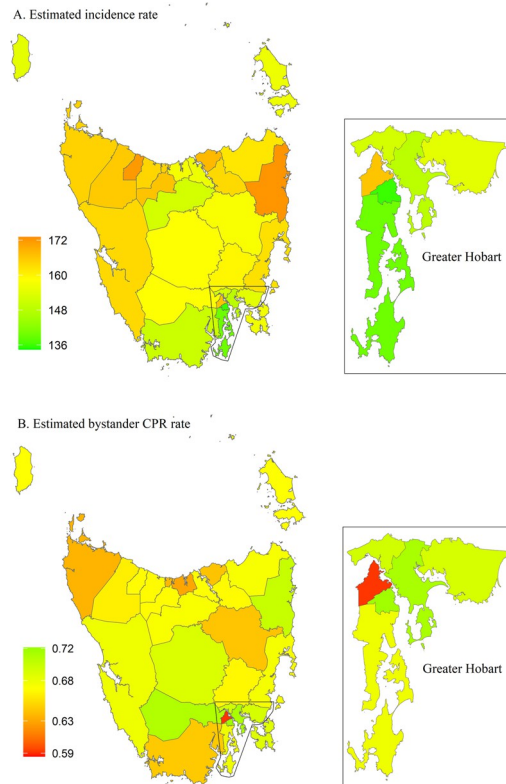 A. Estimated incidence rate
172
160
148
136
Greater Hobart
B. Estimated bystander CPR rate
0.72
0.68
0.63
0.59
Greater Hobart